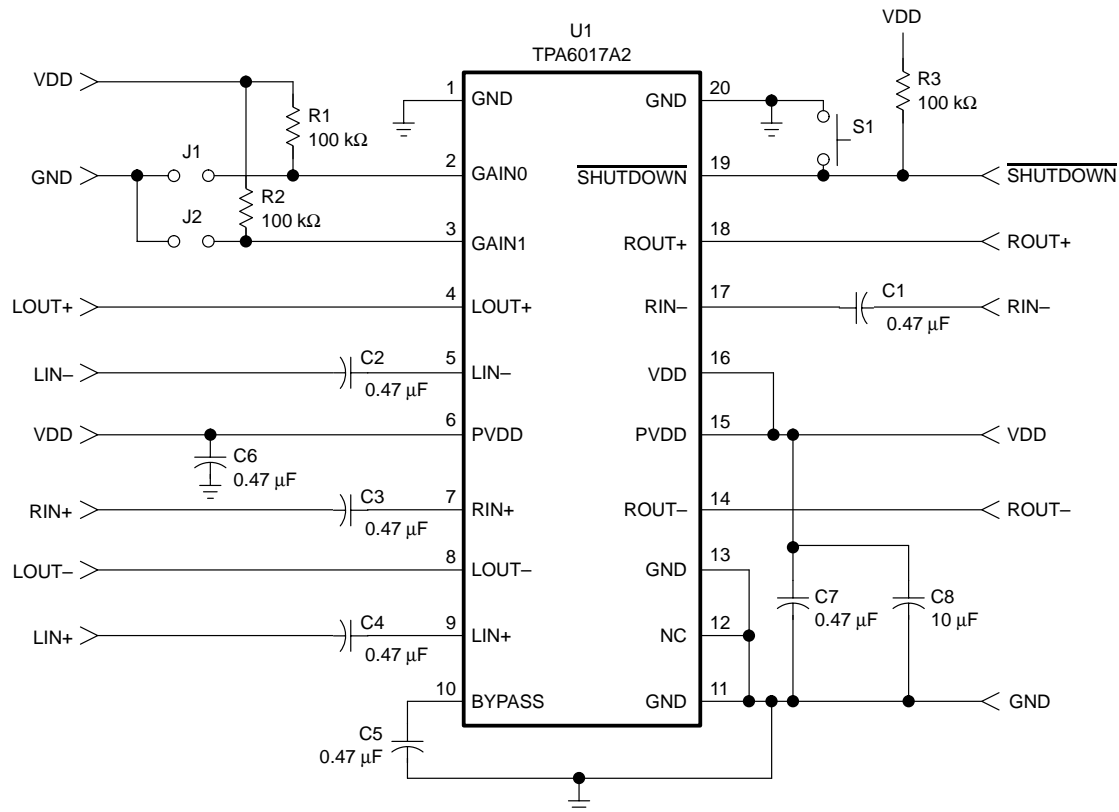 U1
TPA6017A2
VDD
GND
J1
J2
R1
100 kΩ
R2
100 kΩ
LOUT+
LIN–
C2
0.47 µF
VDD
C6
0.47 µF
RIN+
C3
0.47 µF
LOUT–
LIN+
C4
0.47 µF
C5
0.47 µF
1
GND
2
GAIN0
3
GAIN1
4
LOUT+
5
LIN–
6
PVDD
7
RIN+
8
LOUT–
9
LIN+
10
BYPASS
20
GND
19
SHUTDOWN
18
ROUT+
17
RIN–
16
VDD
15
PVDD
14
ROUT–
13
GND
12
NC
11
GND
VDD
R3
100 kΩ
S1
SHUTDOWN
ROUT+
C1
0.47 µF
RIN–
VDD
ROUT–
C7
0.47 µF
C8
10 µF
GND